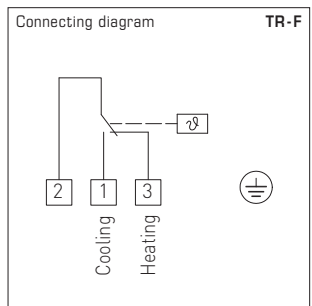 Connecting diagram TR-F
ϑ
2 1 3
Cooling
Heating